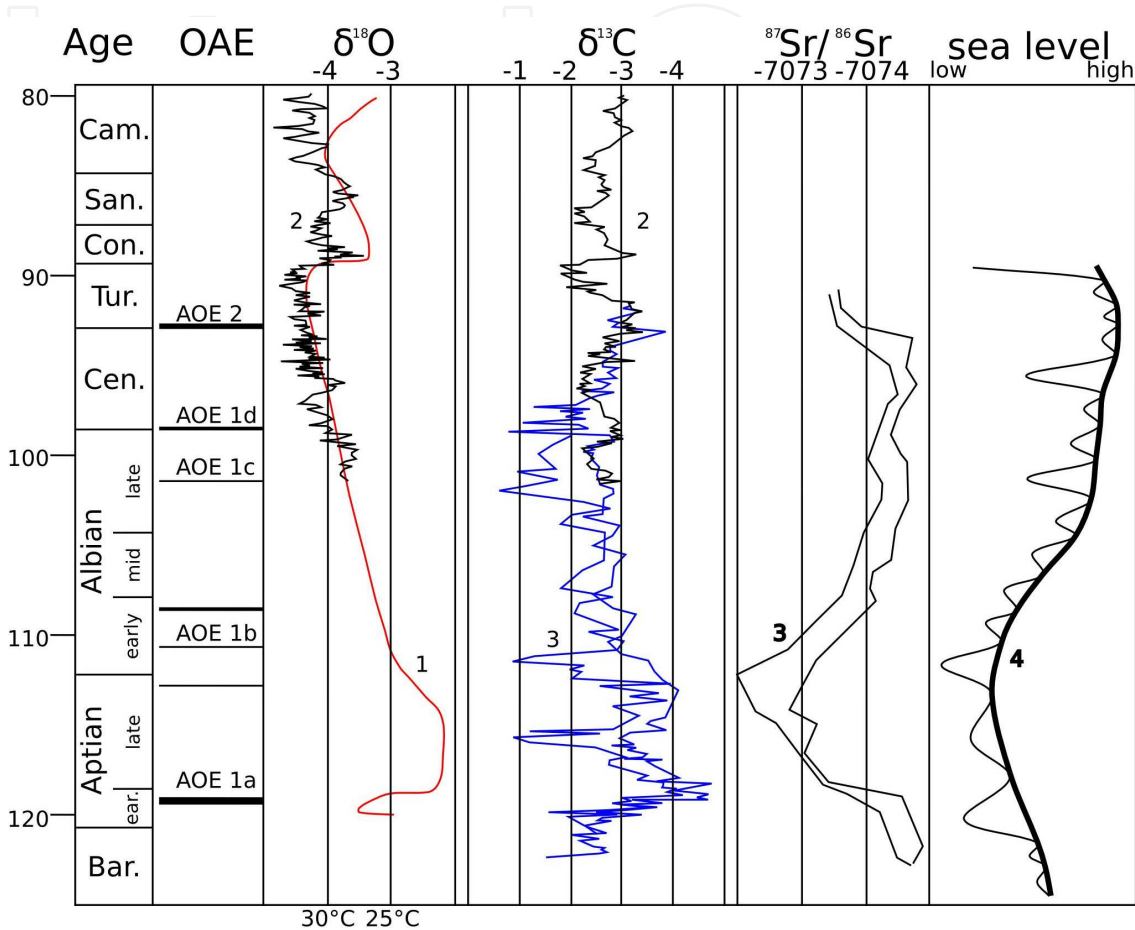 Age OAE δ¹⁸O δ¹³C ⁸⁷Sr/ ⁸⁶Sr sea level
-4 -3 -1 -2 -3 -4 -7073 -7074 low high
80
Cam.
San.
2 2
Con.
90
Tur.
AOE 2
Cen.
AOE 1d
100
AOE 1c
late
Albian
mid
early
110
AOE 1b
3 3
1 4
Aptian
late
AOE 1a
ear.
120
Bar.
30°C 25°C